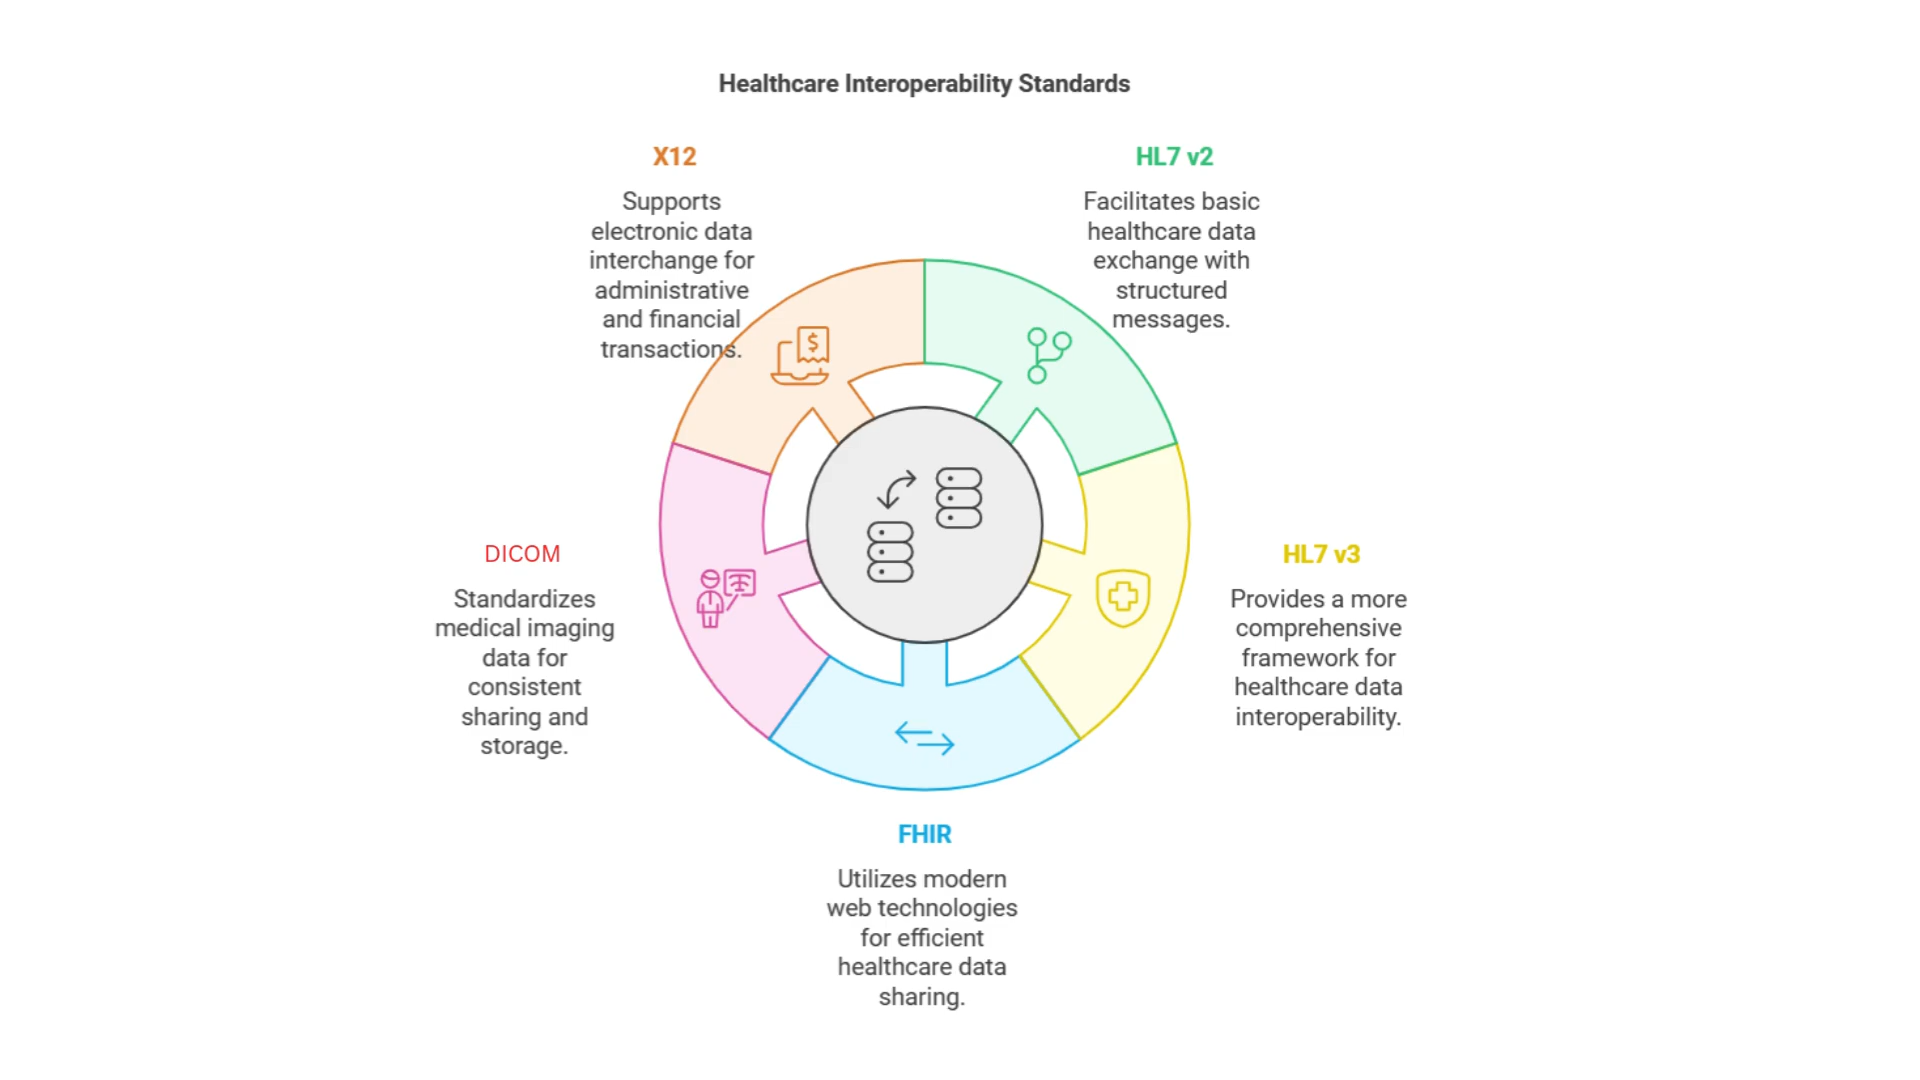 Healthcare Interoperability Standards
X12
Supports
electronic data
interchange for
administrative
and financial
transactions.
HL7 v2
Facilitates basic
healthcare data
exchange with
structured
messages.
$
DICOM
Standardizes
medical imaging
data for
consistent
sharing and
storage.
HL7 v3
Provides a more
comprehensive
framework for
healthcare data
interoperability.
FHIR
Utilizes modern
web technologies
for efficient
healthcare data
sharing.